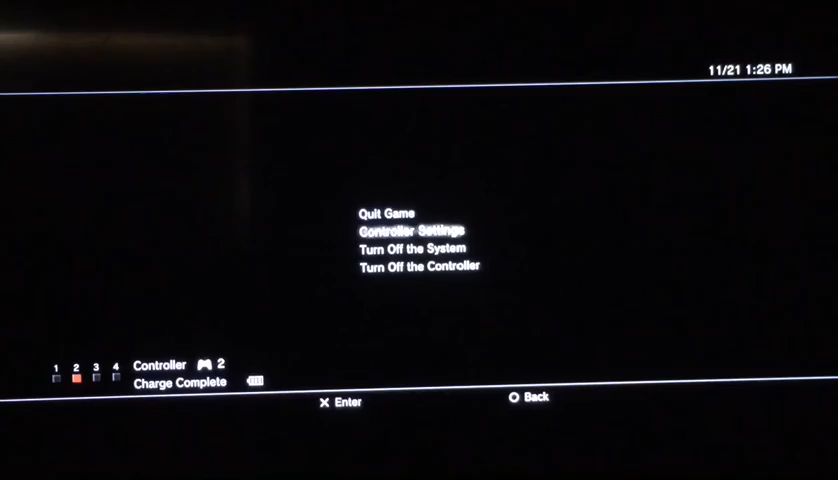 11/21 1:26 PM
Quit Game
Controller Settings
Turn Off the System
Turn Off the Controller
1 2 3 4 Controller 2
Charge Complete
X Enter
O Back